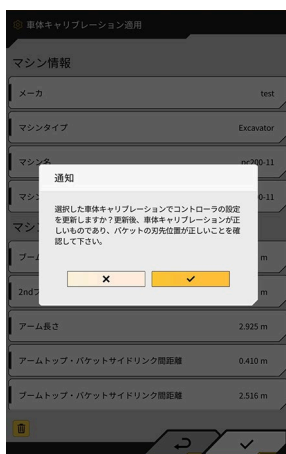 車体キャリブレーション適用
マシン情報
メーカ test
マシンタイプ Excavator
マシン名 pc200-11
通知
選択した車体キャリブレーションでコントローラの設定
を更新しますか？更新後、車体キャリブレーションが正
しいものであり、バケットの刃先位置が正しいことを確
認して下さい。
m
2nd m
アーム長さ 2.925 m
アームトップ・バケットサイドリンク間距離 0.410 m
ブームトップ・バケットサイドリンク間距離 2.516 m